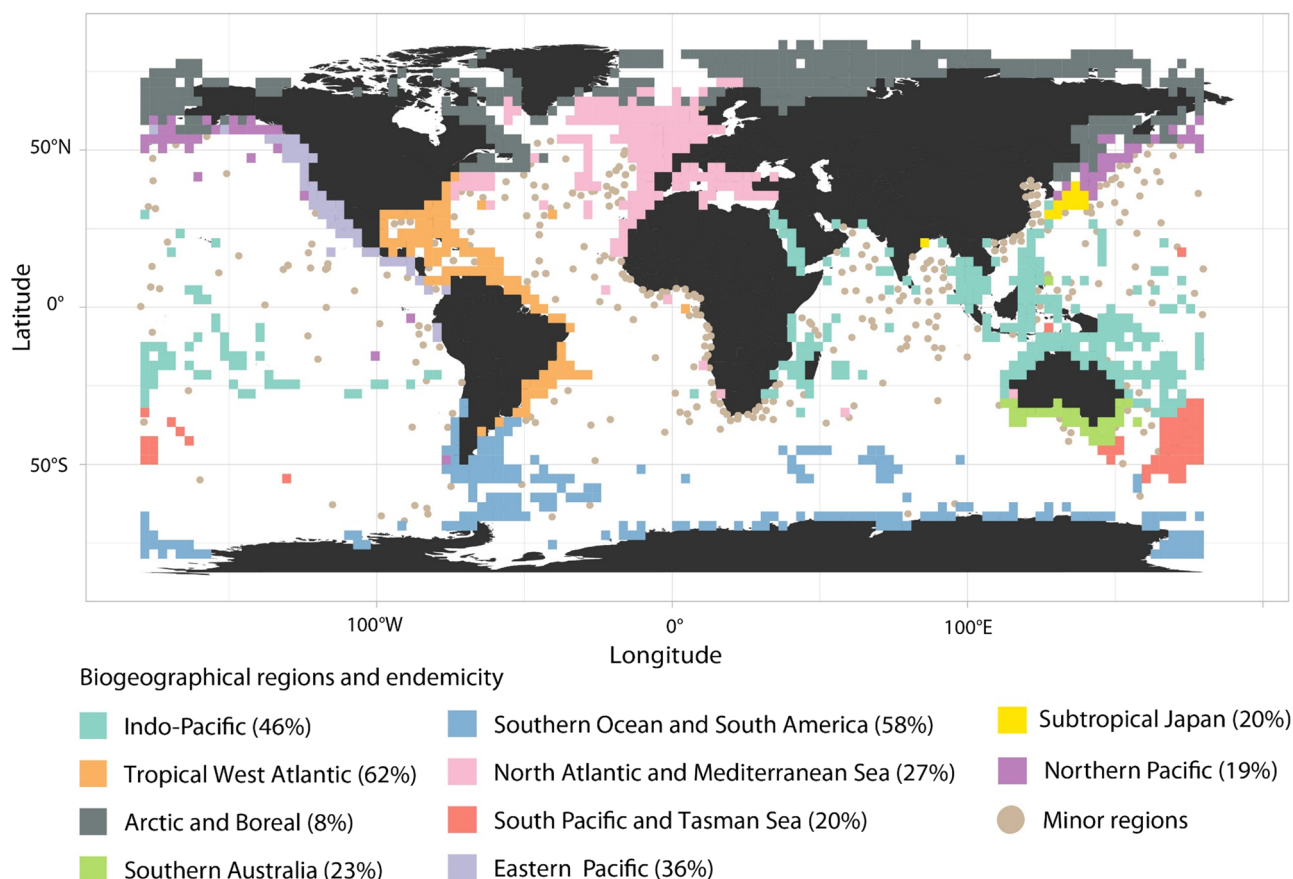 50°N
0°
50°S
Latitude
100°W
0°
100°E
Longitude
Biogeographical regions and endemicity
Indo-Pacific (46%)
Tropical West Atlantic (62%)
Arctic and Boreal (8%)
Southern Australia (23%)
Southern Ocean and South America (58%)
North Atlantic and Mediterranean Sea (27%)
South Pacific and Tasman Sea (20%)
Eastern Pacific (36%)
Subtropical Japan (20%)
Northern Pacific (19%)
Minor regions